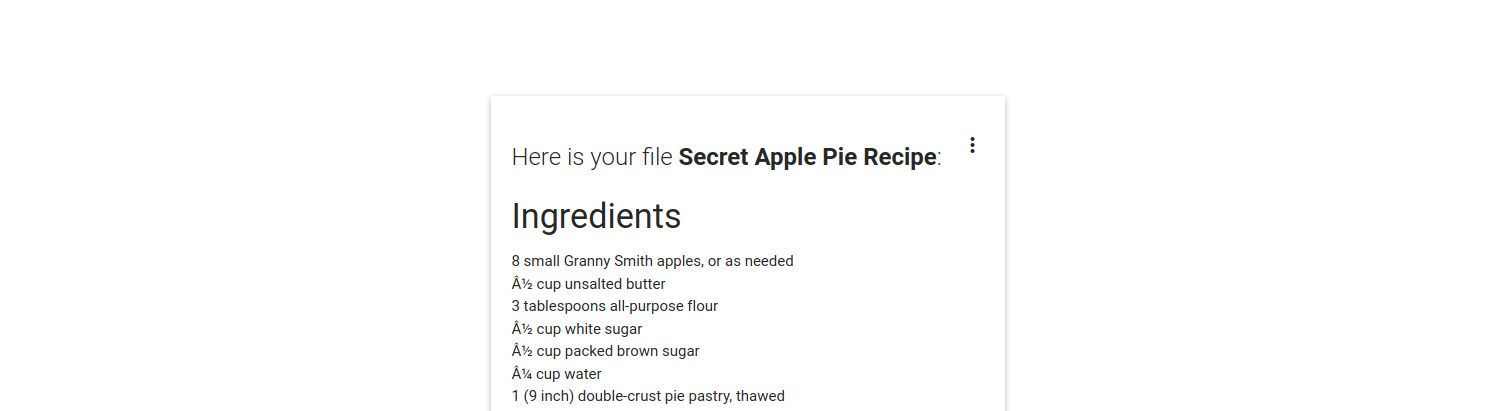 Here is your file Secret Apple Pie Recipe:
Ingredients
8 small Granny Smith apples, or as needed
Â½ cup unsalted butter
3 tablespoons all-purpose flour
Â½ cup white sugar
Â½ cup packed brown sugar
Â¼ cup water
1 (9 inch) double-crust pie pastry, thawed